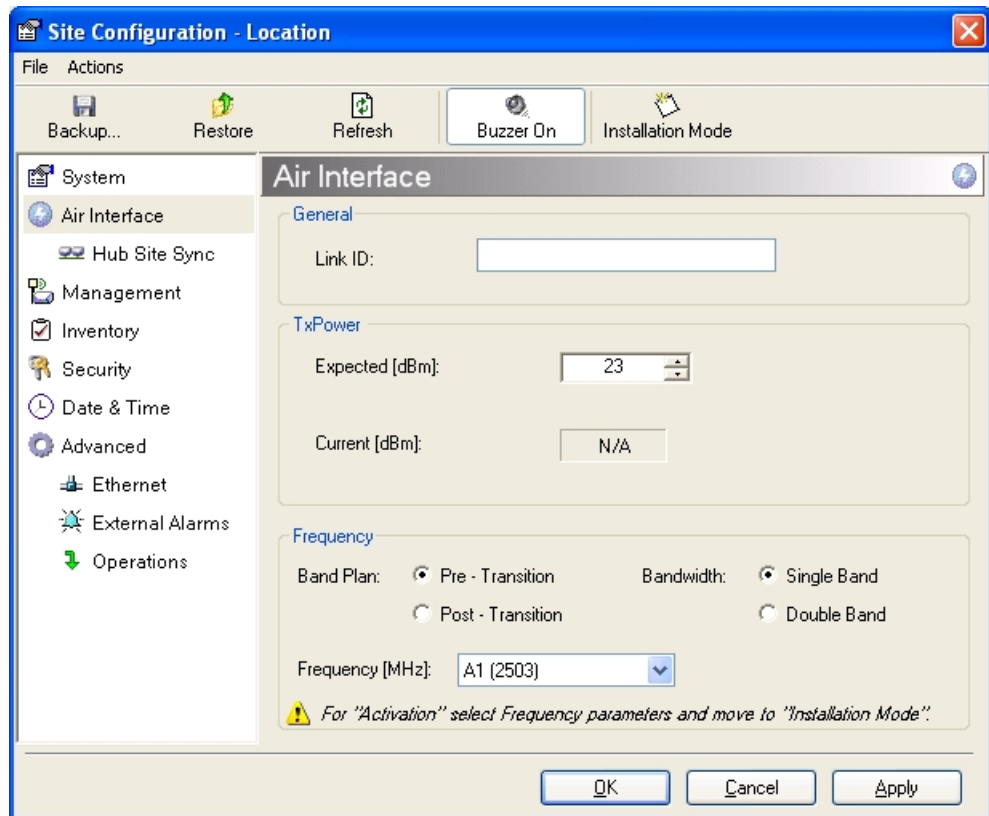 Site Configuration - Location
File Actions
Backup... Restore Refresh Buzzer On Installation Mode
System
Air Interface
Hub Site Sync
Management
Inventory
Security
Date & Time
Advanced
Ethernet
External Alarms
Operations
Air Interface
General
Link ID:
TxPower
Expected [dBm]: 23
Current [dBm]: N/A
Frequency
Band Plan: Pre - Transition Bandwidth: Single Band
Post - Transition Double Band
Frequency [MHz]: A1 (2503)
For "Activation" select Frequency parameters and move to "Installation Mode".
OK Cancel Apply